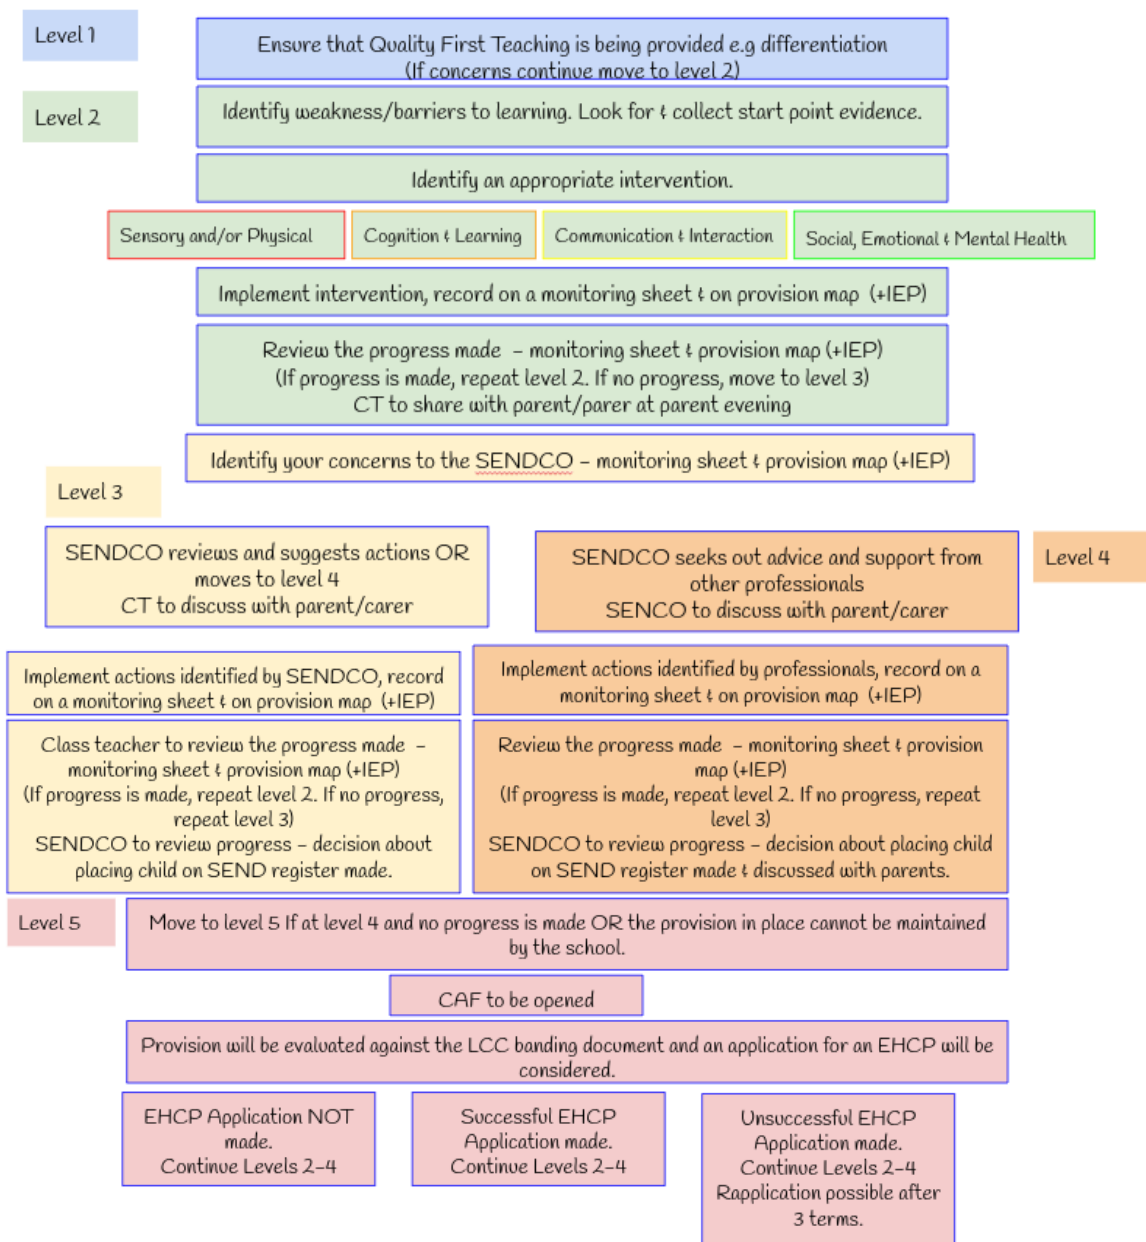 Level 1
Ensure that Quality First Teaching is being provided e.g differentiation
(If concerns continue move to level 2)
Level 2
Identify weakness/barriers to learning. Look for & collect start point evidence.
Identify an appropriate intervention.
Sensory and/or Physical
Cognition & Learning
Communication & Interaction
Social, Emotional & Mental Health
Implement intervention, record on a monitoring sheet & on provision map (+IEP)
Review the progress made – monitoring sheet & provision map (+IEP)
(If progress is made, repeat level 2. If no progress, move to level 3)
CT to share with parent/parer at parent evening
Identify your concerns to the SENDCO – monitoring sheet & provision map (+IEP)
Level 3
SENDCO reviews and suggests actions OR
moves to level 4
CT to discuss with parent/carer
SENDCO seeks out advice and support from
other professionals
SENCO to discuss with parent/carer
Level 4
Implement actions identified by SENDCO, record
on a monitoring sheet & on provision map (+IEP)
Implement actions identified by professionals, record on a
monitoring sheet & on provision map (+IEP)
Class teacher to review the progress made –
monitoring sheet & provision map (+IEP)
(If progress is made, repeat level 2. If no progress,
repeat level 3)
SENDCO to review progress – decision about
placing child on SEND register made.
Review the progress made – monitoring sheet & provision
map (+IEP)
(If progress is made, repeat level 2. If no progress, repeat
level 3)
SENDCO to review progress – decision about placing child
on SEND register made & discussed with parents.
Level 5
Move to level 5 If at level 4 and no progress is made OR the provision in place cannot be maintained
by the school.
CAF to be opened
Provision will be evaluated against the LCC banding document and an application for an EHCP will be
considered.
EHCP Application NOT
made.
Continue Levels 2-4
Successful EHCP
Application made.
Continue Levels 2-4
Unsuccessful EHCP
Application made.
Continue Levels 2-4
Rapplication possible after
3 terms.